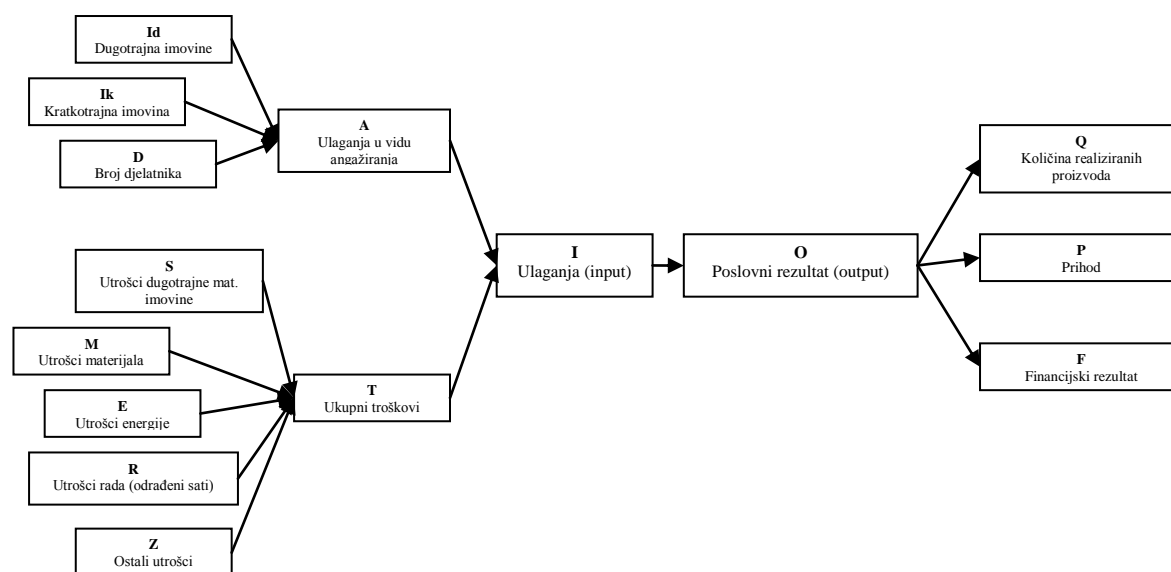 Id
Dugotrajna imovine
Ik
Kratkotrajna imovina
D
Broj djelatnika
A
Ulaganja u vidu
angažiranja
S
Utrošci dugotrajne mat.
imovine
M
Utrošci materijala
E
Utrošci energije
R
Utrošci rada (odrađeni sati)
Z
Ostali utrošci
T
Ukupni troškovi
I
Ulaganja (input)
O
Poslovni rezultat (output)
Q
Količina realiziranih
proizvoda
P
Prihod
F
Financijski rezultat